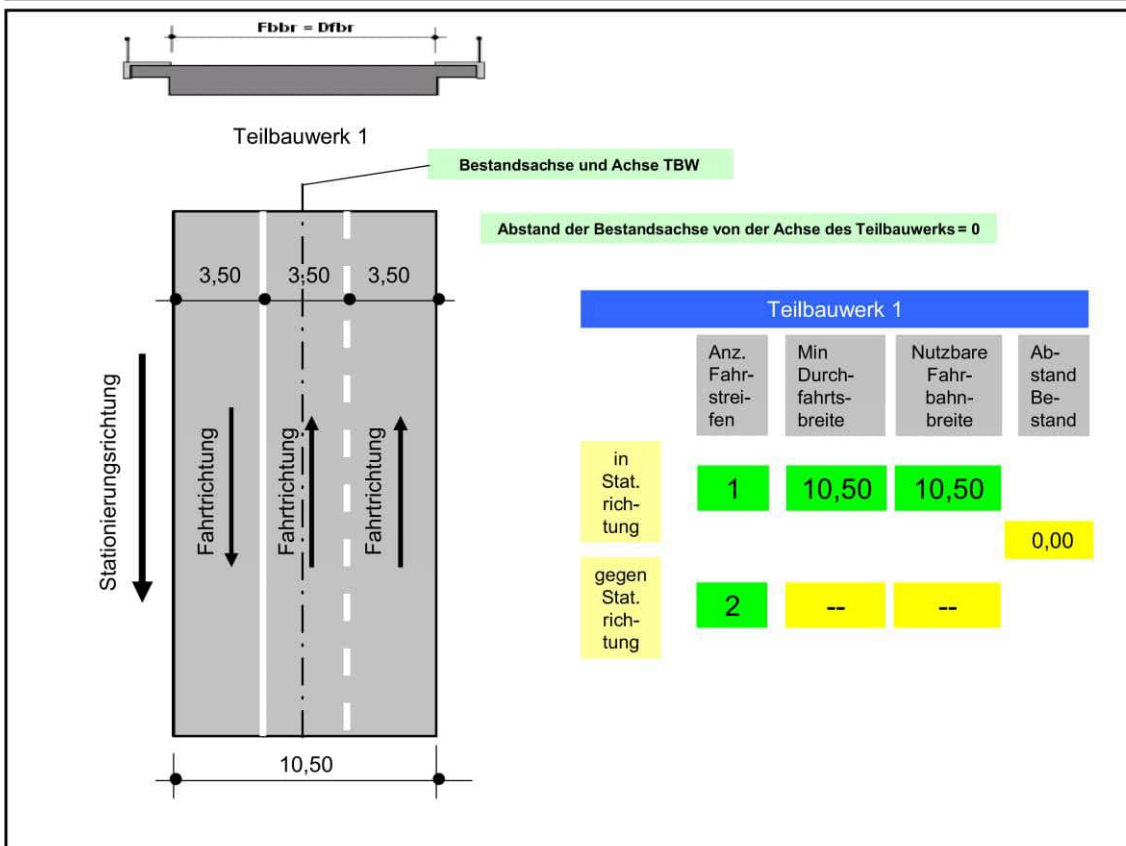 Fbbr = Dfbr
Teilbauwerk 1
Bestandsachse und Achse TBW
Abstand der Bestandsachse von der Achse des Teilbauwerks = 0
3,50
3,50
3,50
Stationierungsrichtung
Fahrtrichtung
Fahrtrichtung
Fahrtrichtung
10,50
Teilbauwerk 1
Anz.
Fahr-
strei-
fen
Min
Durch-
fahrts-
breite
Nutzbare
Fahr-
bahn-
breite
Ab-
stand
Be-
stand
in
Stat.
rich-
tung
1
10,50
10,50
0,00
gegen
Stat.
rich-
tung
2
--
--